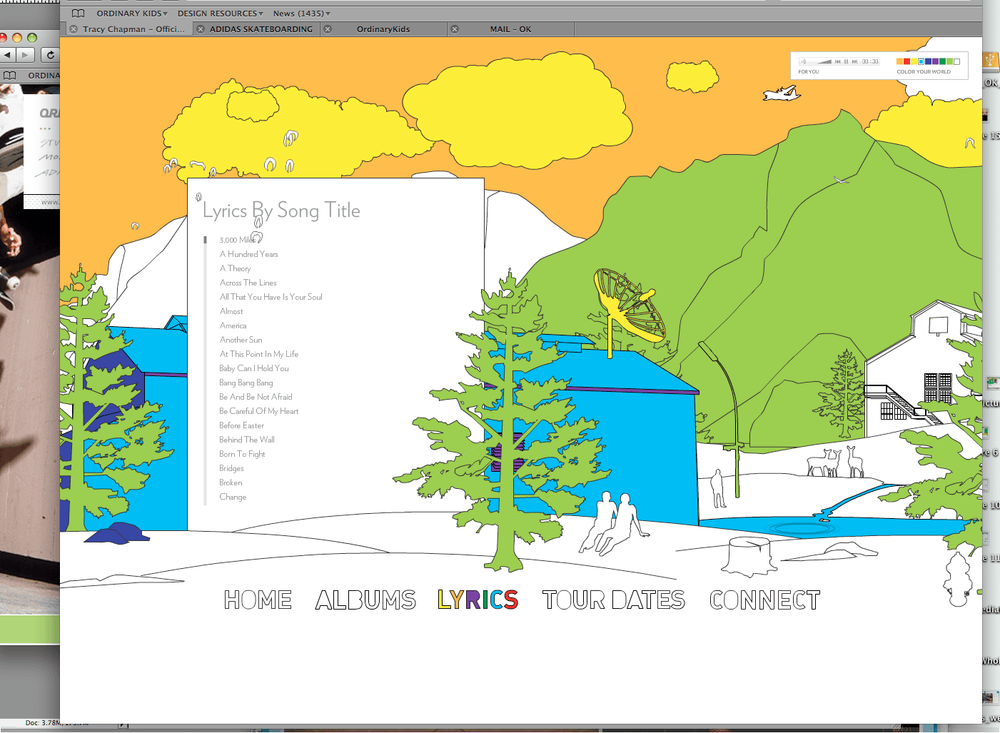 ORDINARY KIDS▾ DESIGN RESOURCES▾ News (1435)▾
Tracy Chapman – Offici... ADIDAS SKATEBOARDING OrdinaryKids MAIL – OK
ORDINA
FOR YOU COLOR YOUR WORLD
Lyrics By Song Title
3,000 Miles
A Hundred Years
A Theory
Across The Lines
All That You Have Is Your Soul
Almost
America
Another Sun
At This Point In My Life
Baby Can I Hold You
Bang Bang Bang
Be And Be Not Afraid
Be Careful Of My Heart
Before Easter
Behind The Wall
Born To Fight
Bridges
Broken
Change
HOME ALBUMS LYRICS TOUR DATES CONNECT
www.
Doc: 3.78M